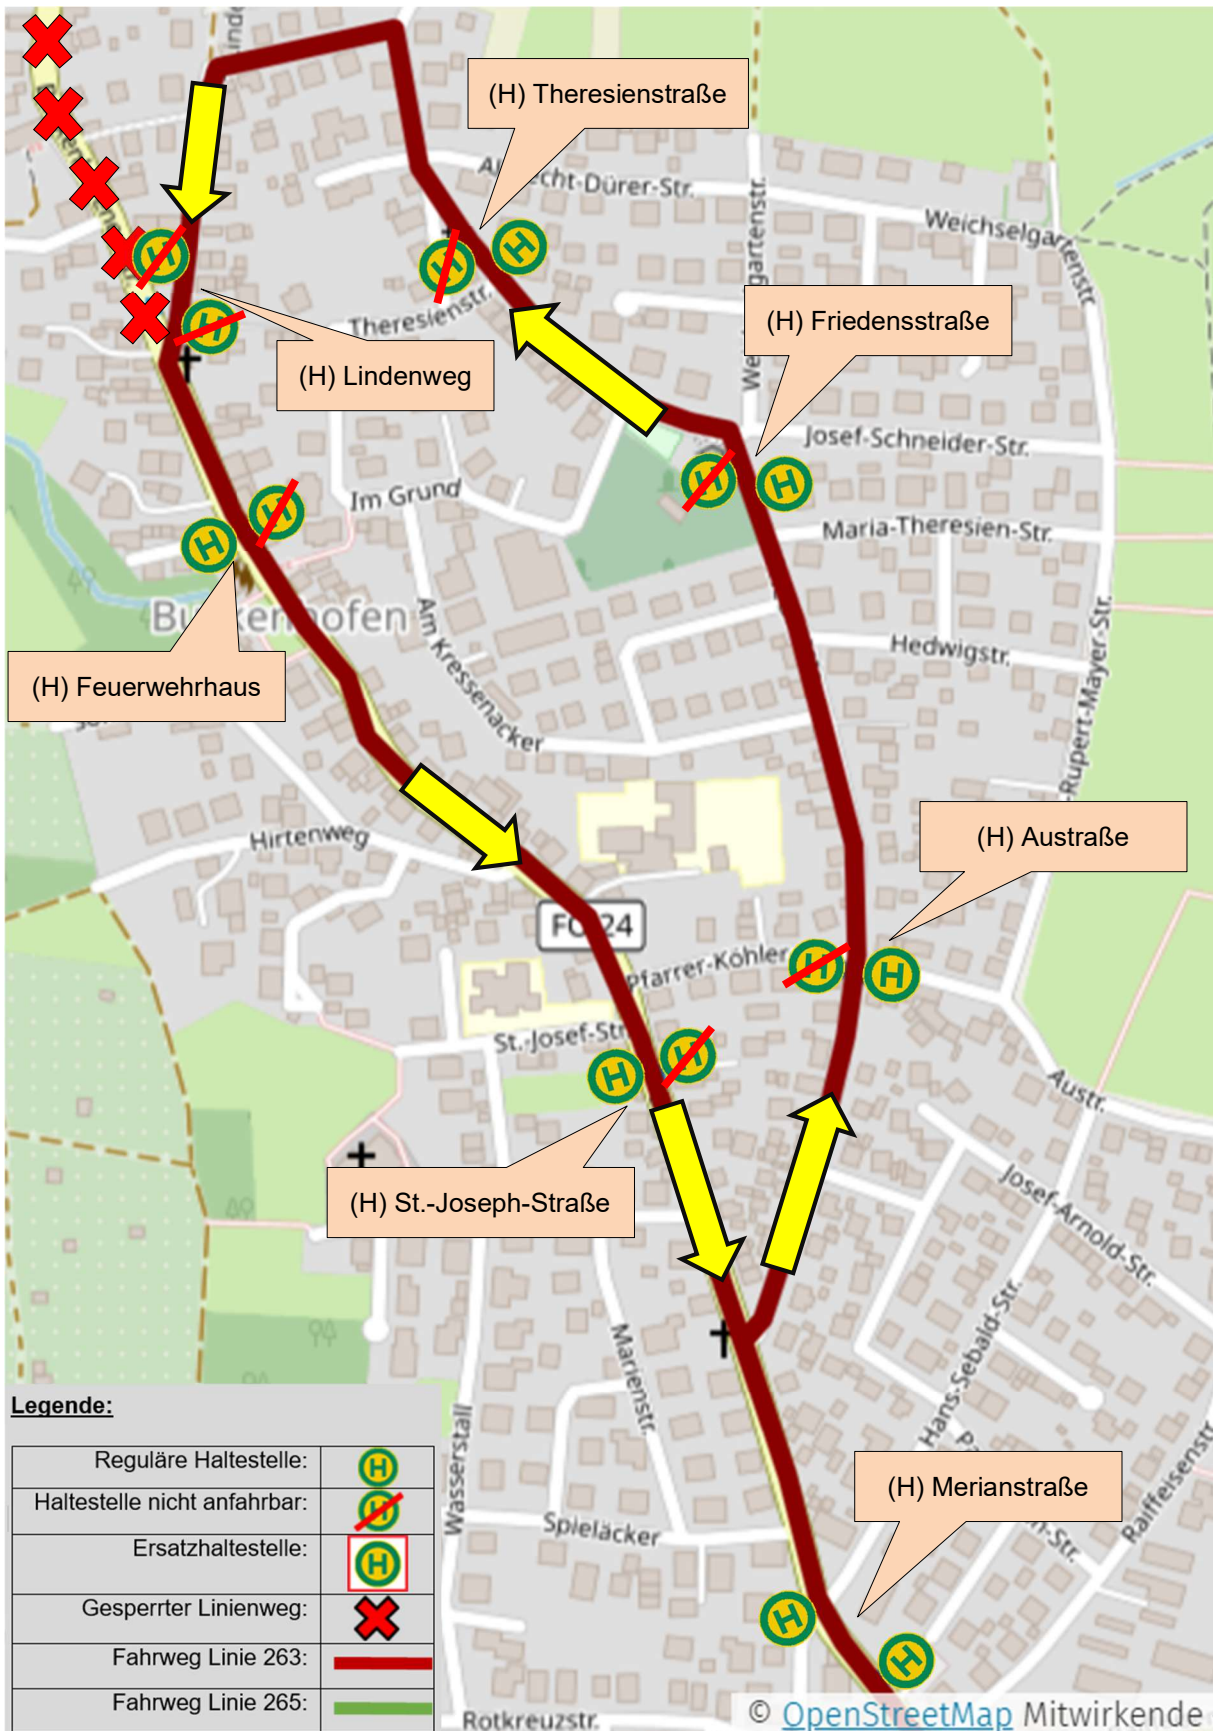 (H) Theresienstraße
Weichselgartenstr.
(H) Friedensstraße
Theresienstr.
(H) Lindenweg
Josef-Schneider-Str.
Im Grund
Maria-Theresien-Str.
Am Kressenacker
Hedwigstr.
(H) Feuerwehrhaus
-Rupert-Mayer-Str.
(H) Austraße
Hirtenweg
24
Pfarrer-Köhler
St.-Josef-Str
Austr.
(H) St.-Joseph-Straße
Josef-Arnold-Str.
Marienstr.
Hans-Sebald-Str.
Legende:
Reguläre Haltestelle:
H
Haltestelle nicht anfahrbar:
H
Ersatzhaltestelle:
H
Gesperrter Linienweg:
Fahrweg Linie 263:
Fahrweg Linie 265:
Wasserstall
Spieläcker
(H) Merianstraße
Raiffeisenstr.
Rotkreuzstr.
© OpenStreetMap Mitwirkende